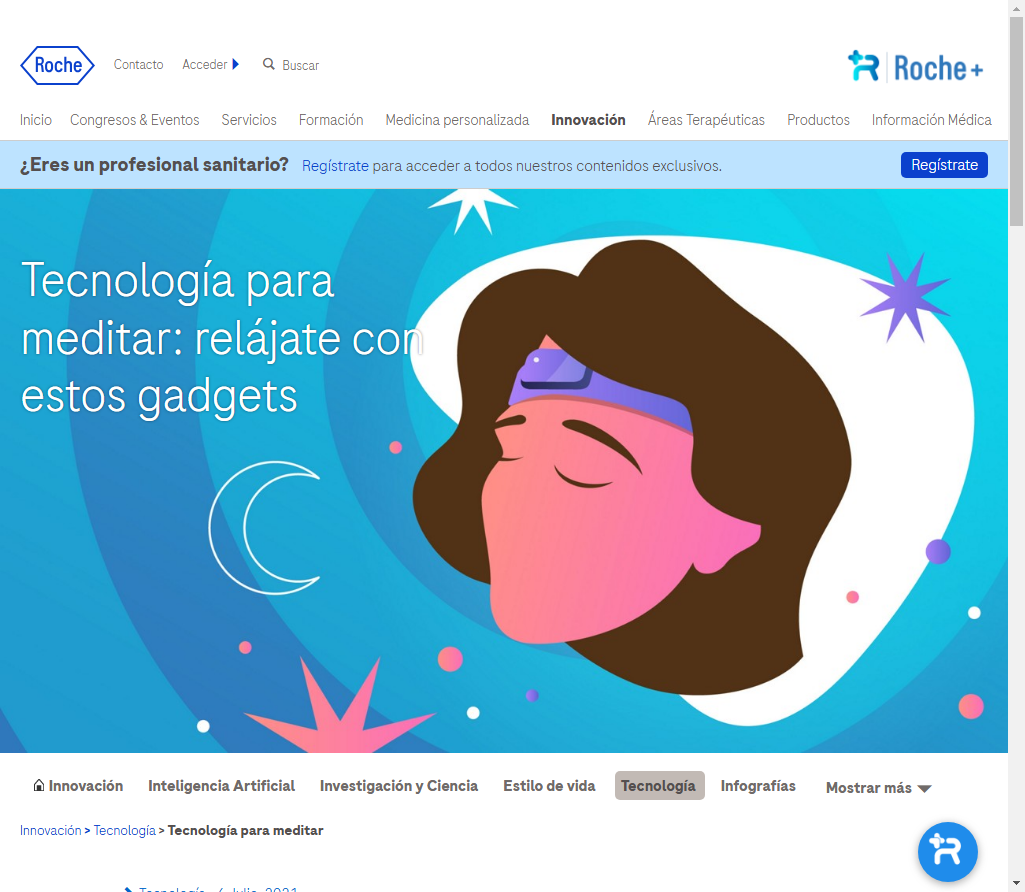 Roche
Contacto
Acceder
Buscar
Roche+
Inicio
Congresos & Eventos
Servicios
Formación
Medicina personalizada
Innovación
Áreas Terapéuticas
Productos
Información Médica
¿Eres un profesional sanitario? Regístrate para acceder a todos nuestros contenidos exclusivos.
Regístrate
Tecnología para
meditar: relájate con
estos gadgets
Innovación
Inteligencia Artificial
Investigación y Ciencia
Estilo de vida
Tecnología
Infografías
Mostrar más
Innovación > Tecnología > Tecnología para meditar